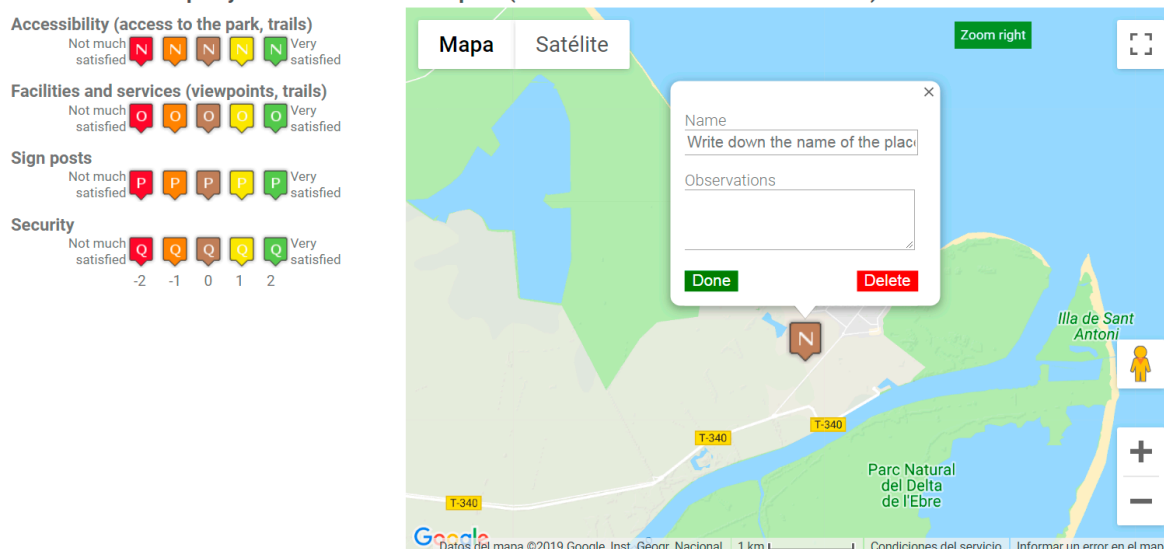 Accessibility (access to the park, trails)
Not much satisfied N N N N N Very satisfied
Facilities and services (viewpoints, trails)
Not much satisfied O O O O O Very satisfied
Sign posts
Not much satisfied P P P P P Very satisfied
Security
Not much satisfied Q Q Q Q Q Very satisfied
-2 -1 0 1 2
Mapa Satélite
Zoom right
×
Name
Write down the name of the plac
Observations
Done Delete
N
Illa de Sant
Antoni
T-340
T-340
Parc Natural
del Delta
de l'Ebre
T-340
Google
Datos del mapa ©2019 Google, Inst. Geogr. Nacional 1 km Condiciones del servicio Informar un error en el map